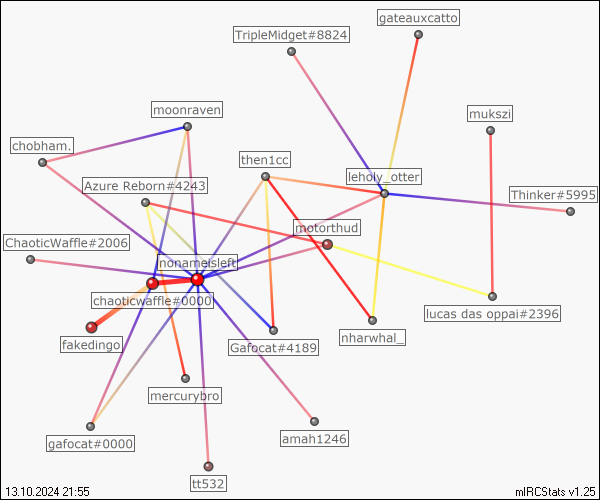 gateauxcatto
TripleMidget#8824
moonraven
mukszi
chobham.
then1cc
leholy_otter
Azure Reborn#4243
Thinker#5995
motorthud
ChaoticWaffle#2006
nonameisleft
chaoticwaffle#0000
lucas das oppai#2396
fakedingo
Gafocat#4189
nharwhal_
mercurybro
gafocat#0000
amah1246
tt532
13.10.2024 21:55
mIRCStats v1.25